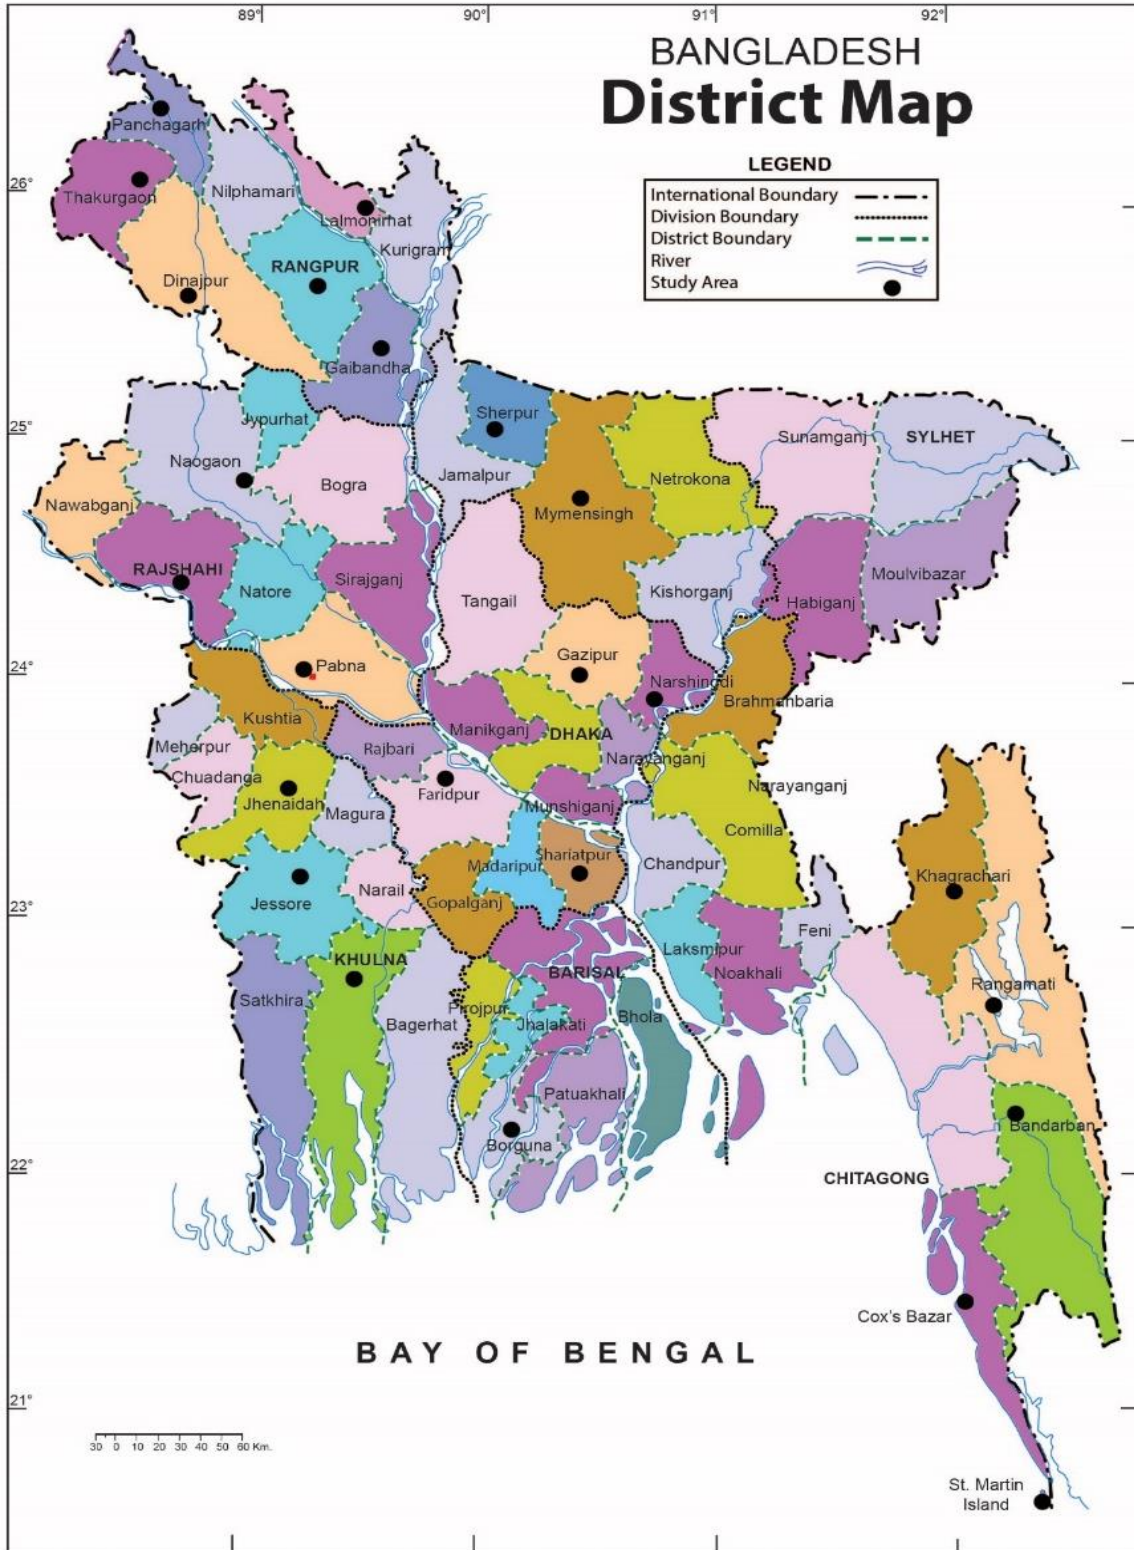 89° 90° 91° 92°
BANGLADESH
District Map
LEGEND
International Boundary
Division Boundary
District Boundary
River
Study Area
26°
25°
24°
23°
22°
21°
Panchagarh
Thakurgaon
Nilphamari
Lalmonirhat
Kurigram
RANGPUR
Dinajpur
Gaibandha
Jypurhat
Sherpur
Sunamganj
SYLHET
Naogaon
Bogra
Jamalpur
Netrokona
Nawabganj
Mymensingh
RAJSHAHI
Sirajganj
Natore
Tangail
Kishorganj
Habiganj
Moulvibazar
Pabna
Gazipur
Narshingdi
Brahmanbaria
Kushtia
Manikganj
DHAKA
Meherpur
Rajbari
Narayanganj
Chuadanga
Jhenaidah
Faridpur
Narayanganj
Magura
Munshiganj
Comilla
Madaripur
Shariatpur
Chandpur
Khagrachari
Narail
Jessore
Gopalganj
Feni
KHULNA
BARISAL
Laksmipur
Noakhali
Rangamati
Satkhira
Bagerhat
Pirojpur
Jhalakati
Bhola
Patuakhali
Borguna
Bandarban
CHITAGONG
Cox's Bazar
BAY OF BENGAL
30 0 10 20 30 40 50 60 Km.
St. Martin
Island